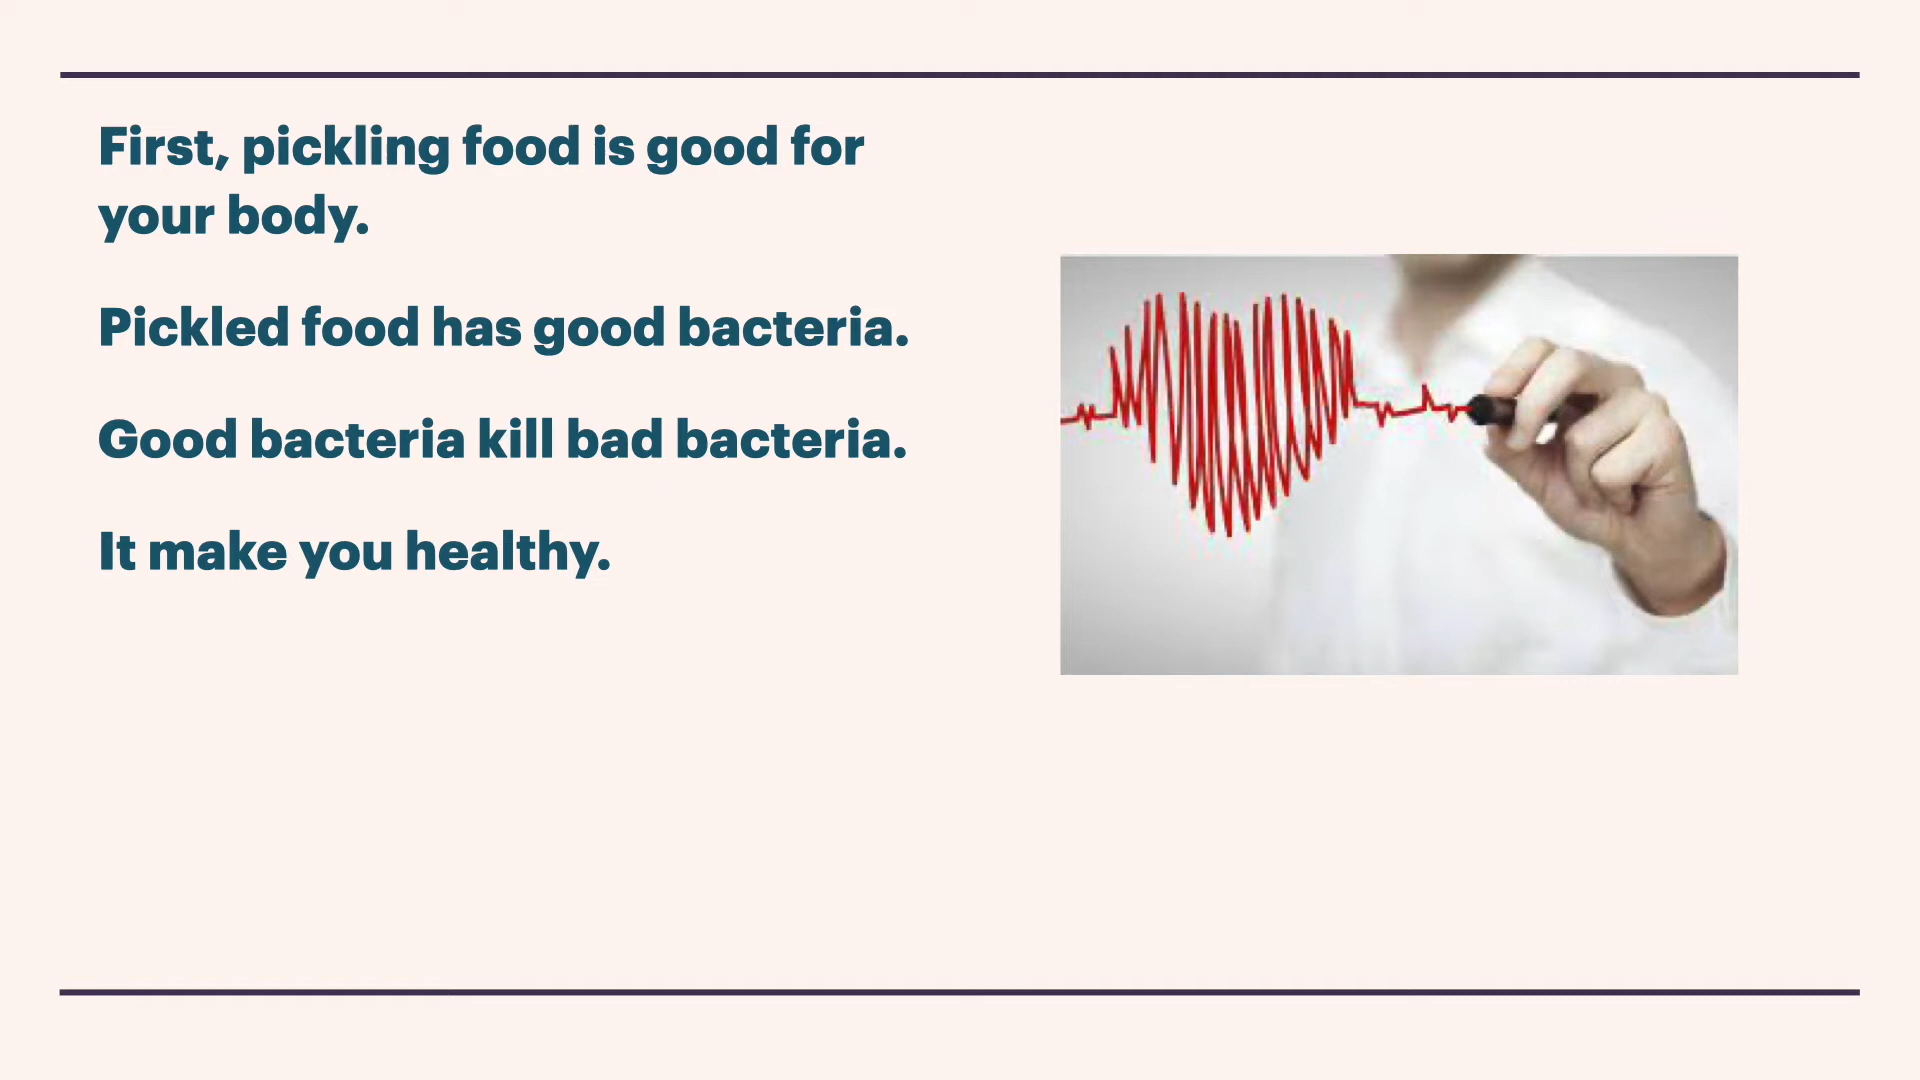 First, pickling food is good for
your body.
Pickled food has good bacteria.
Good bacteria kill bad bacteria.
It make you healthy.